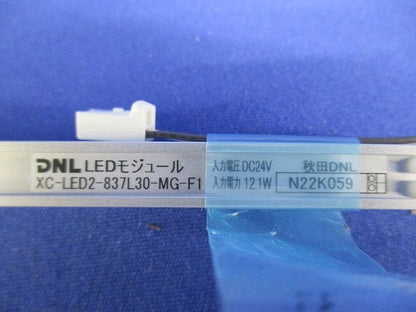 DNL LEDモジュール 入力電圧 DC24V 秋田DNL
XC-LED2-837L30-MG-F1 入力電力 12.1W N22K059